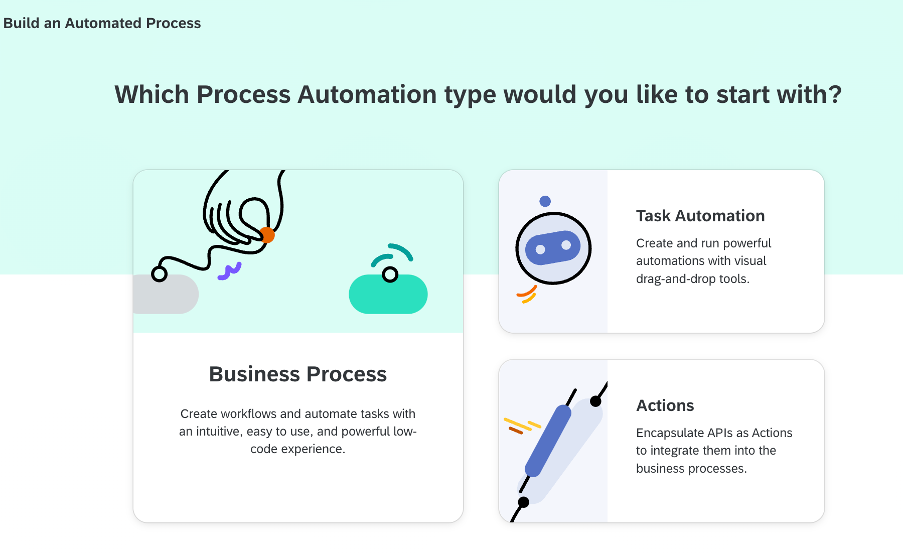 Build an Automated Process
Which Process Automation type would you like to start with?
Business Process
Create workflows and automate tasks with
an intuitive, easy to use, and powerful low-
code experience.
Task Automation
Create and run powerful
automations with visual
drag-and-drop tools.
Actions
Encapsulate APIs as Actions
to integrate them into the
business processes.